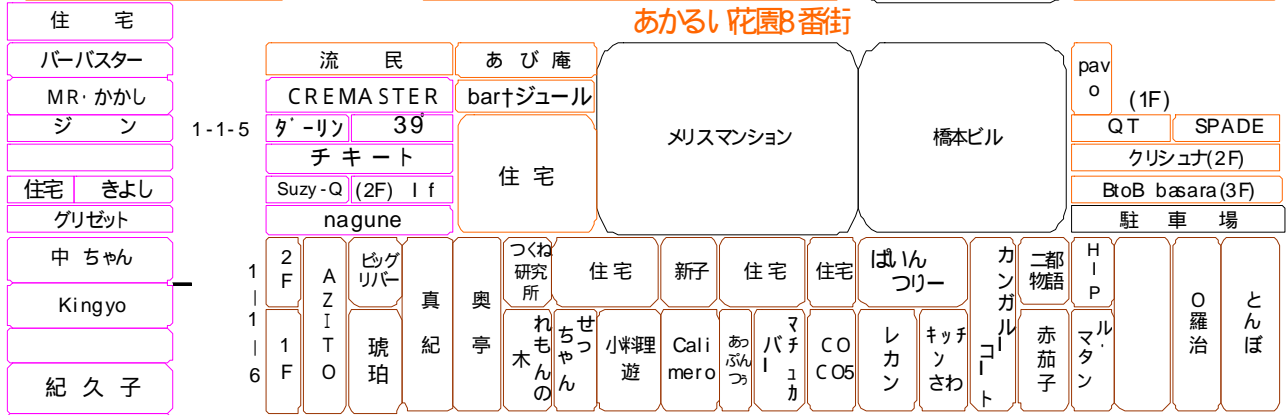 あかるい花園8番街
住 宅
バーバスター
MR・かかし
ジン
住宅 きよし
グリゼット
中 ちゃん
Kingyo
紀久子
1-1-5
流民
CREMASTER
ダーリン 39°
チキート
Suzy-Q (2F) If
nagune
あび庵
bar†ジュール
住宅
メリスマンション
橋本ビル
pavo
(1F)
QT SPADE
クリシュナ(2F)
BtoB basara(3F)
駐車場
1-1-6
2F
1F
AZITO
ビッグリバー
琥珀
真紀
奥亭
つくね研究所
れもんの木
住宅
せっちゃん
小料理 遊
新子
Calimero
住宅
あっぷんつぅ
バー マチュカ
住宅
COCO5
ぱいんつりー
レカン
キッチンさわ
カンガルーコート
二都物語
赤茄子
HIP
ル・マタン
O羅治
とんぼ